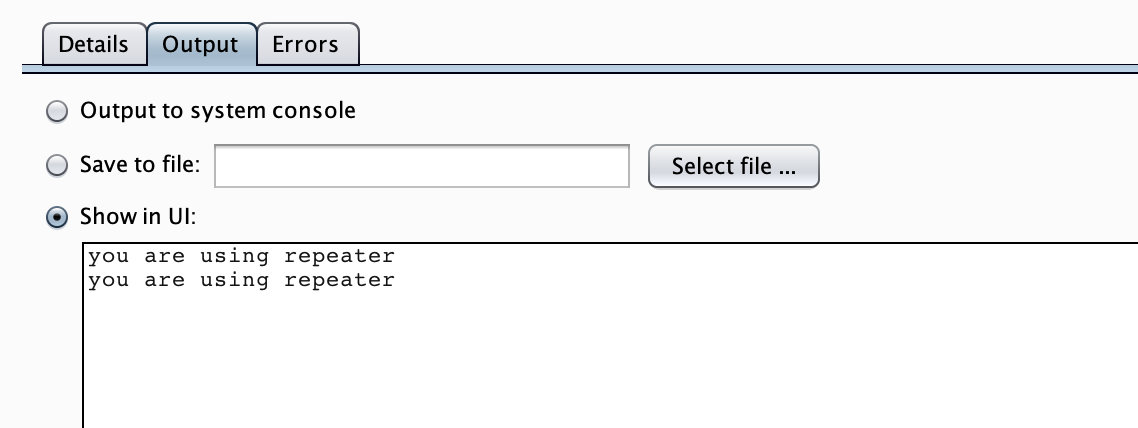 Details Output Errors
Output to system console
Save to file: Select file ...
Show in UI:
you are using repeater
you are using repeater